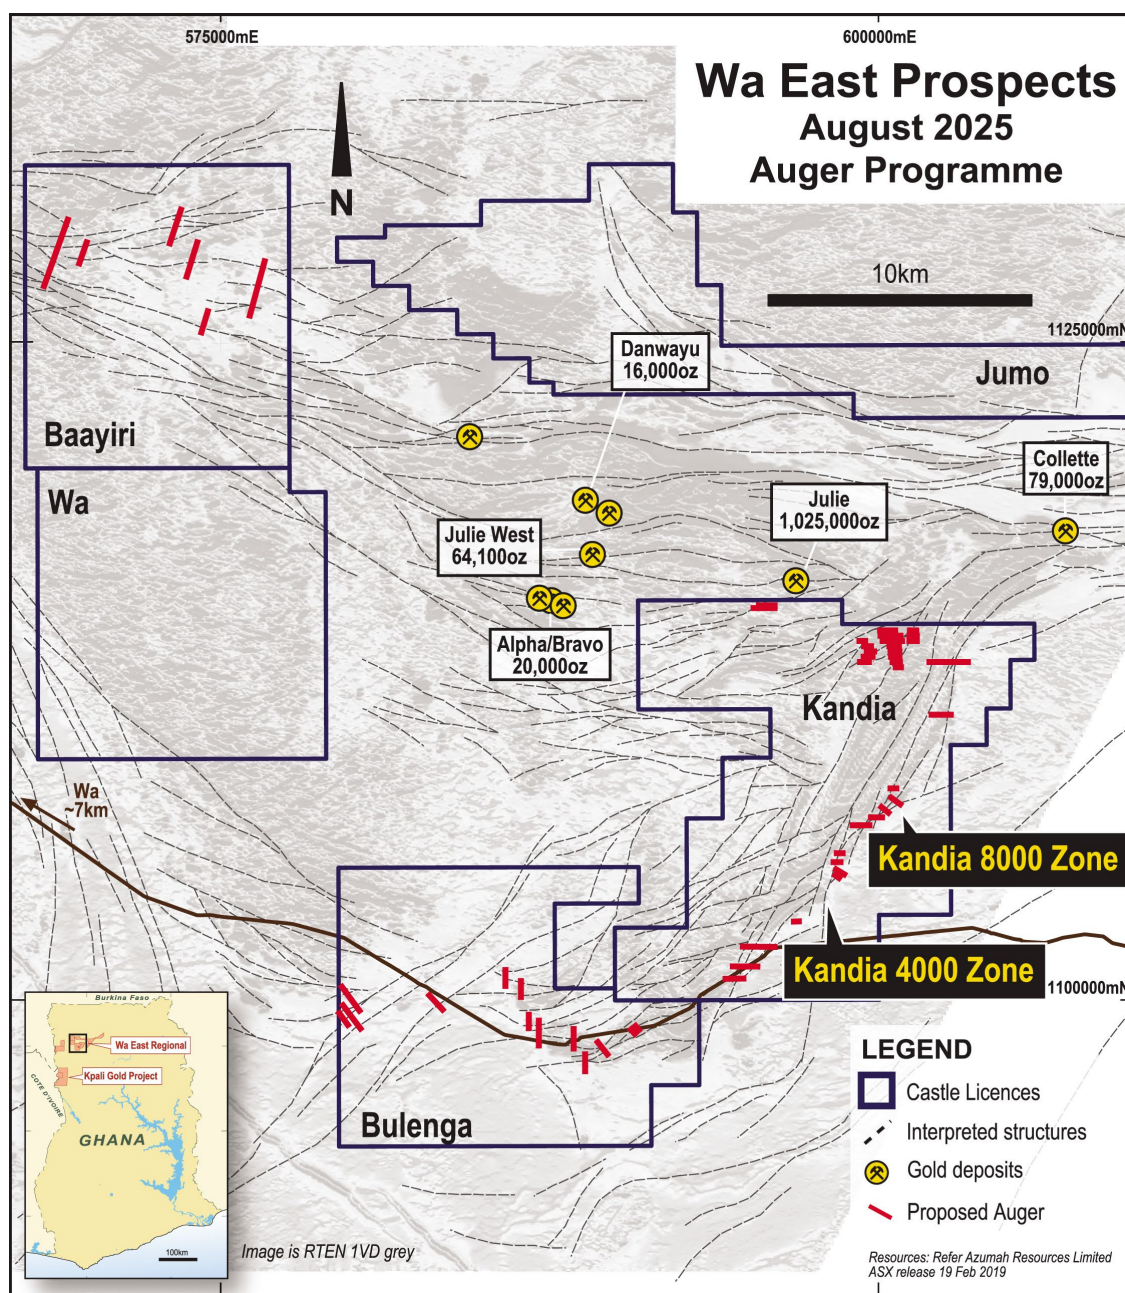 575000mE
600000mE
Wa East Prospects
August 2025
Auger Programme
N
10km
1125000mN
Danwayu
16,000oz
Jumo
Baayiri
Wa
Collette
79,000oz
Julie
1,025,000oz
Julie West
64,100oz
Alpha/Bravo
20,000oz
Kandia
Wa
~7km
Kandia 8000 Zone
Kandia 4000 Zone
1100000mN
Bulenga
LEGEND
Castle Licences
Interpreted structures
Gold deposits
Proposed Auger
Burkina Faso
Wa East Regional
Kpali Gold Project
COTE D'IVOIRE
GHANA
100km
Image is RTEN 1VD grey
Resources: Refer Azumah Resources Limited
ASX release 19 Feb 2019